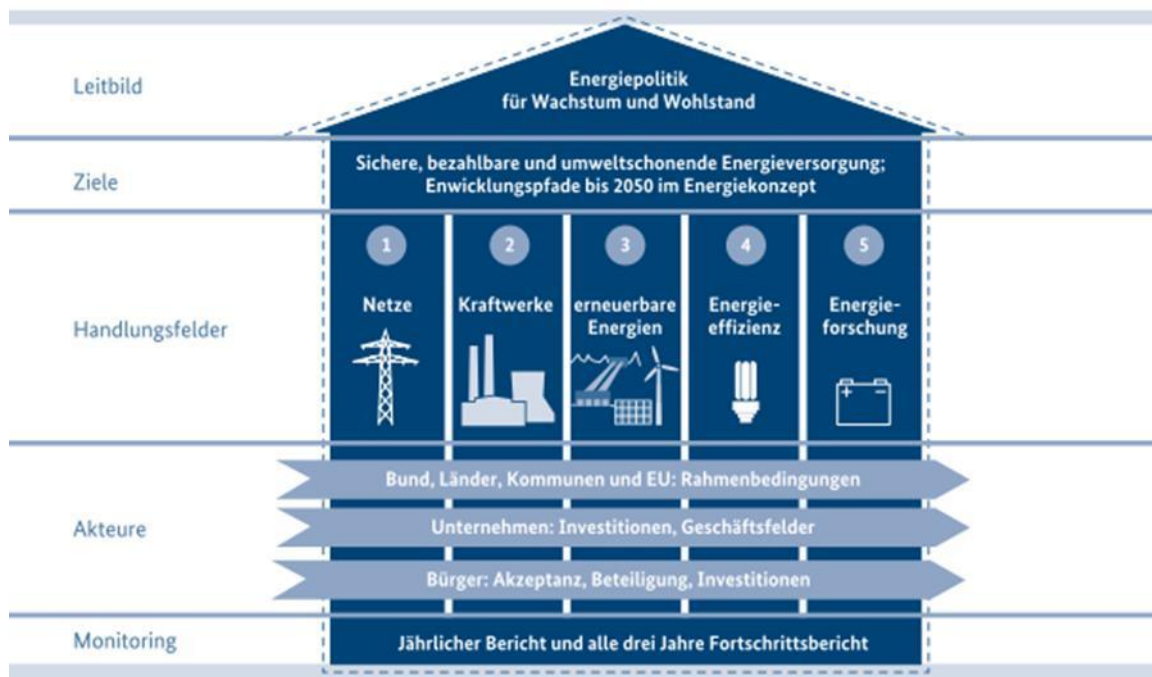 Leitbild
Energiepolitik
für Wachstum und Wohlstand
Ziele
Sichere, bezahlbare und umweltschonende Energieversorgung;
Enwicklungspfade bis 2050 im Energiekonzept
Handlungsfelder
1
Netze
2
Kraftwerke
3
erneuerbare
Energien
4
Energie-
effizienz
5
Energie-
forschung
+ −
Akteure
Bund, Länder, Kommunen und EU: Rahmenbedingungen
Unternehmen: Investitionen, Geschäftsfelder
Bürger: Akzeptanz, Beteiligung, Investitionen
Monitoring
Jährlicher Bericht und alle drei Jahre Fortschrittsbericht